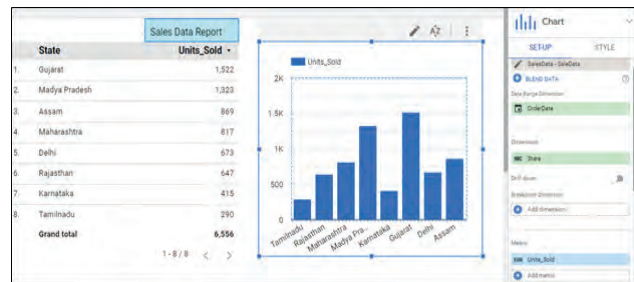 Sales Data Report
State Units_Sold
1. Gujarat 1,522
2. Madya Pradesh 1,323
3. Assam 869
4. Maharashtra 817
5. Delhi 673
6. Rajasthan 647
7. Karnataka 415
8. Tamilnadu 290
Grand total 6,556
1-8/8 < >
Units_Sold
2K
1.5K
1K
500
0
Tamilnadu
Rajasthan
Maharashtra
Madya Pra...
Karnataka
Gujarat
Delhi
Assam
Chart
SET-UP STYLE
SalesData - SaleData
BLEND DATA
Date Range Dimension
OrderDate
Dimension
State
Drill down
Breakdown Dimension
Add dimension
Metric
SUM Units_Sold
Add metric